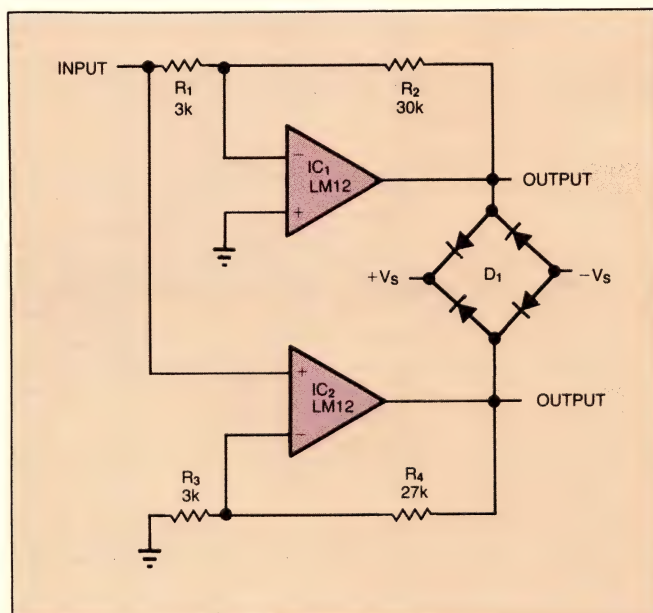 INPUT
R₁
3k
R₂
30k
−
IC₁
LM12
+
OUTPUT
+Vₛ
D₁
−Vₛ
+
IC₂
LM12
−
OUTPUT
R₃
3k
R₄
27k